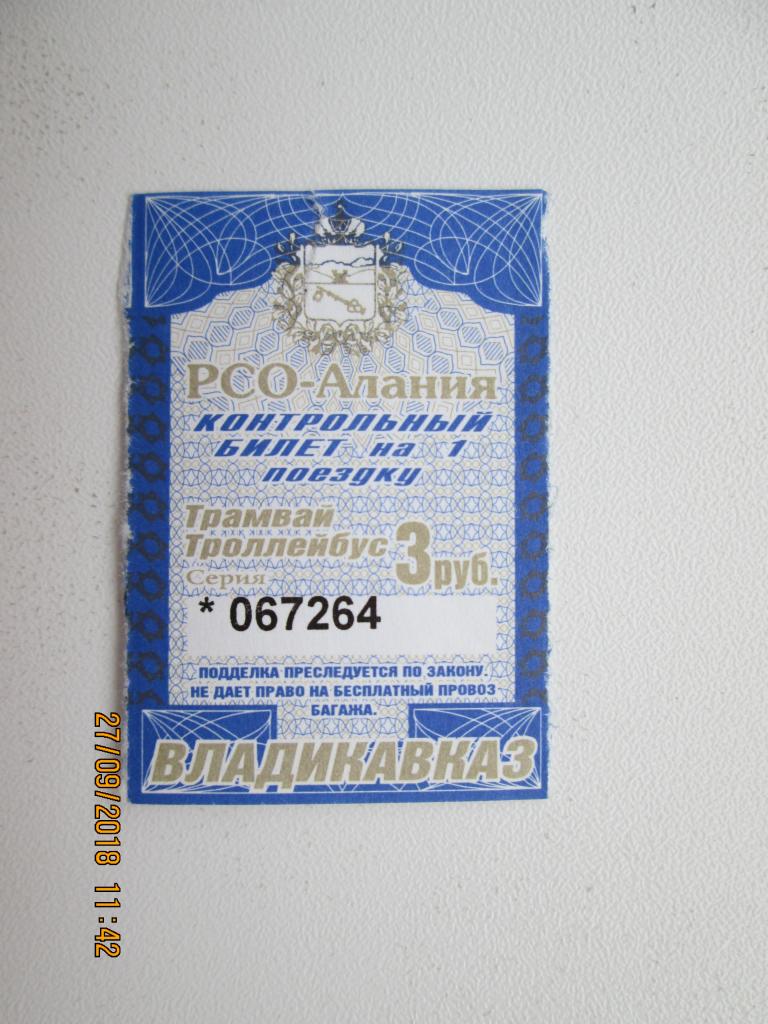 РСО-Алания
КОНТРОЛЬНЫЙ
БИЛЕТ на 1
поездку
Трамвай
Троллейбус 3 руб.
Серия
* 067264
ПОДДЕЛКА ПРЕСЛЕДУЕТСЯ ПО ЗАКОНУ.
НЕ ДАЕТ ПРАВО НА БЕСПЛАТНЫЙ ПРОВОЗ
БАГАЖА.
ВЛАДИКАВКАЗ
27/09/2018 11:42